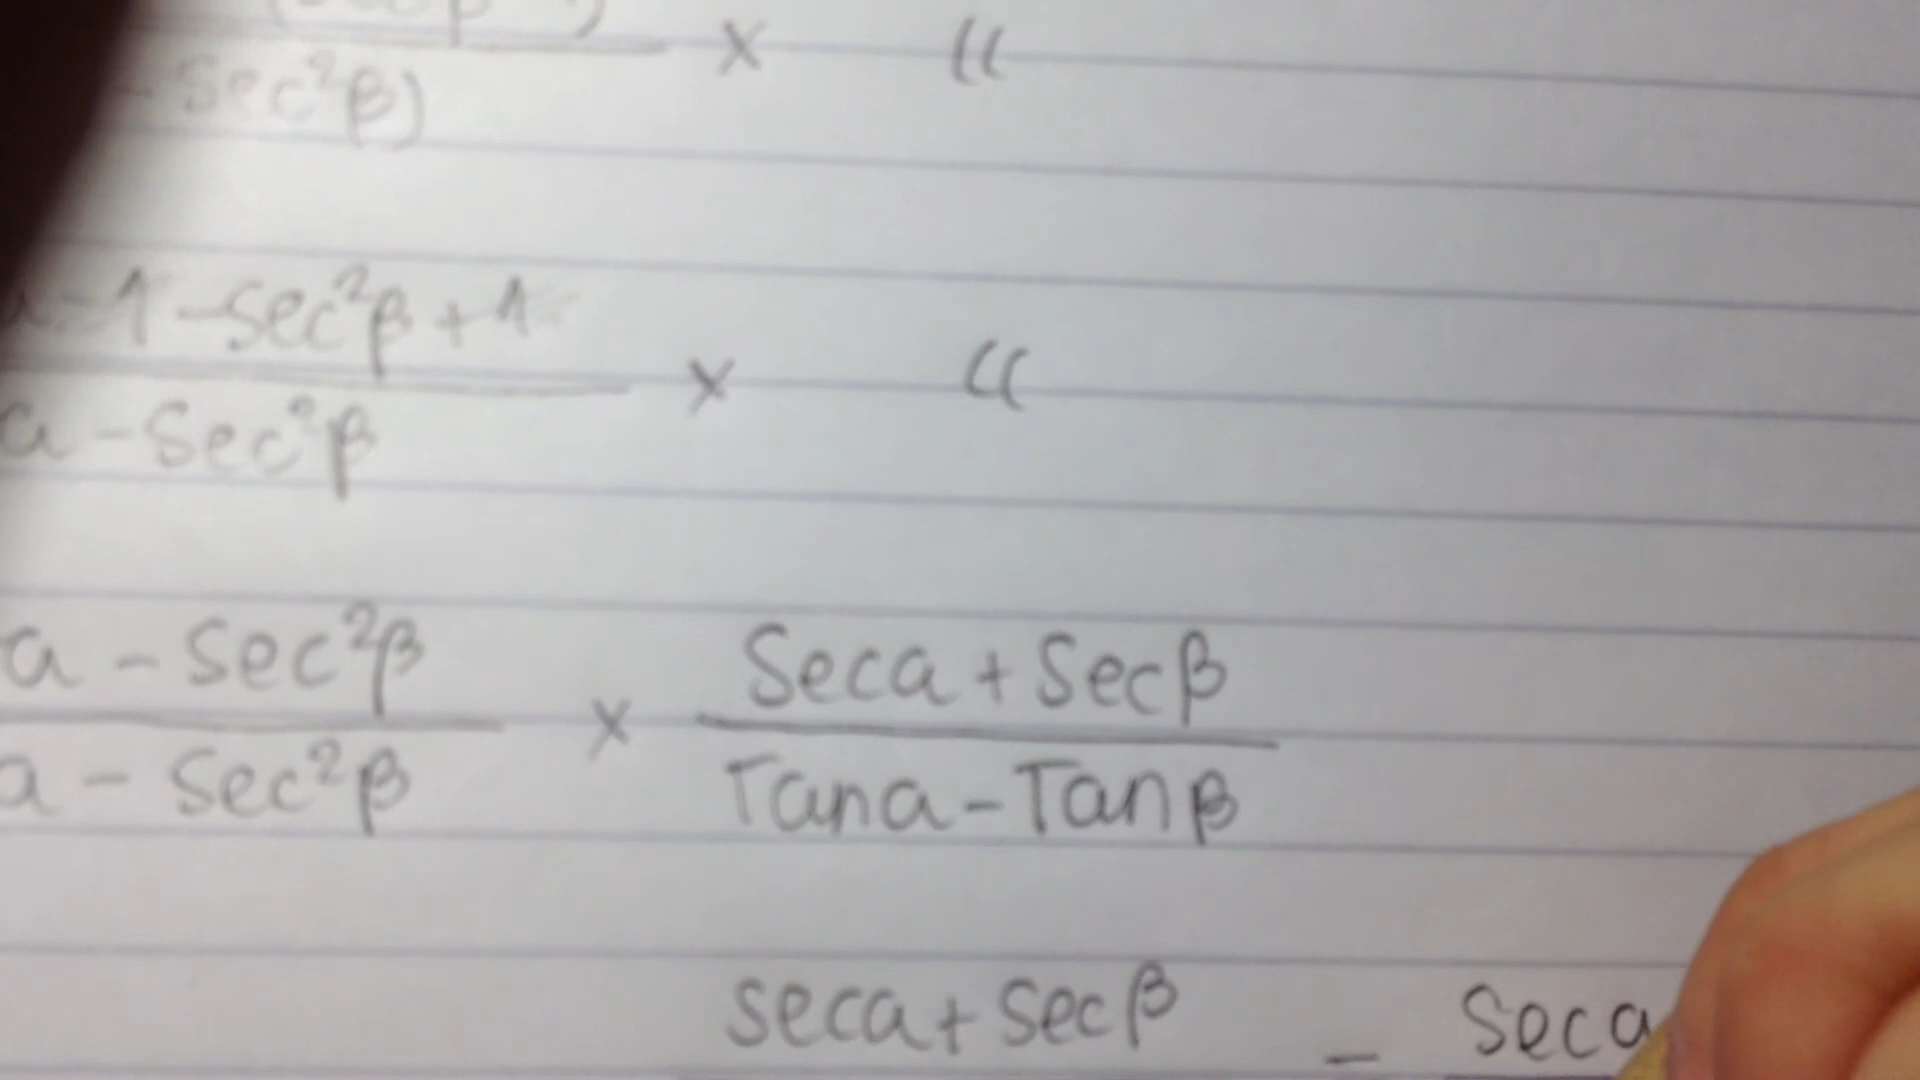 × "
- Sec²β)
-1 - Sec²β + 1
× "
a - Sec²β
a - Sec²β
× Seca + Secβ
a - Sec²β
Tana - Tanβ
seca + secβ - Seca